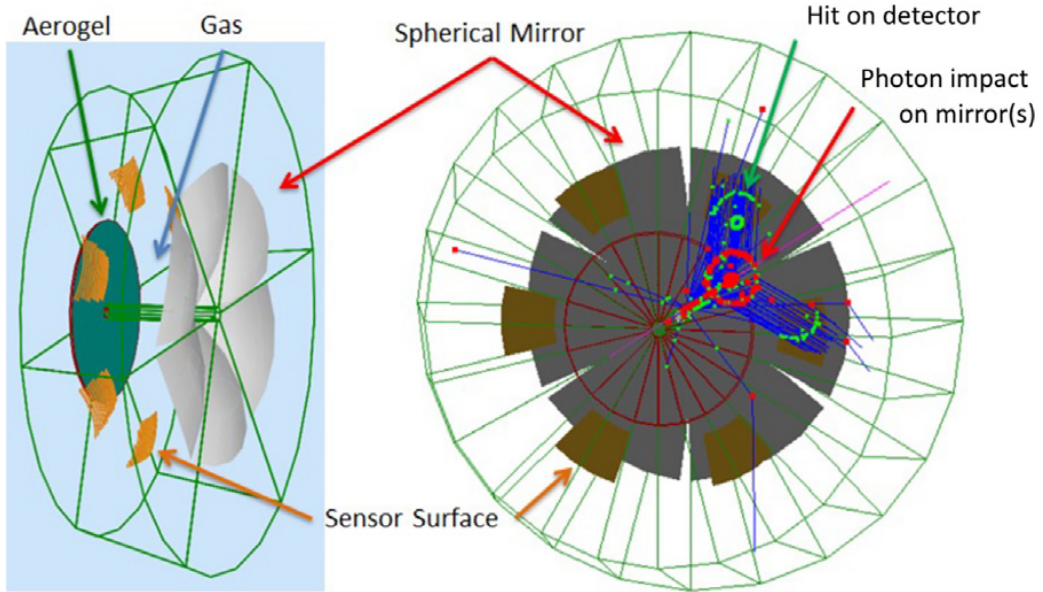 Aerogel
Gas
Spherical Mirror
Hit on detector
Photon impact
on mirror(s)
Sensor Surface